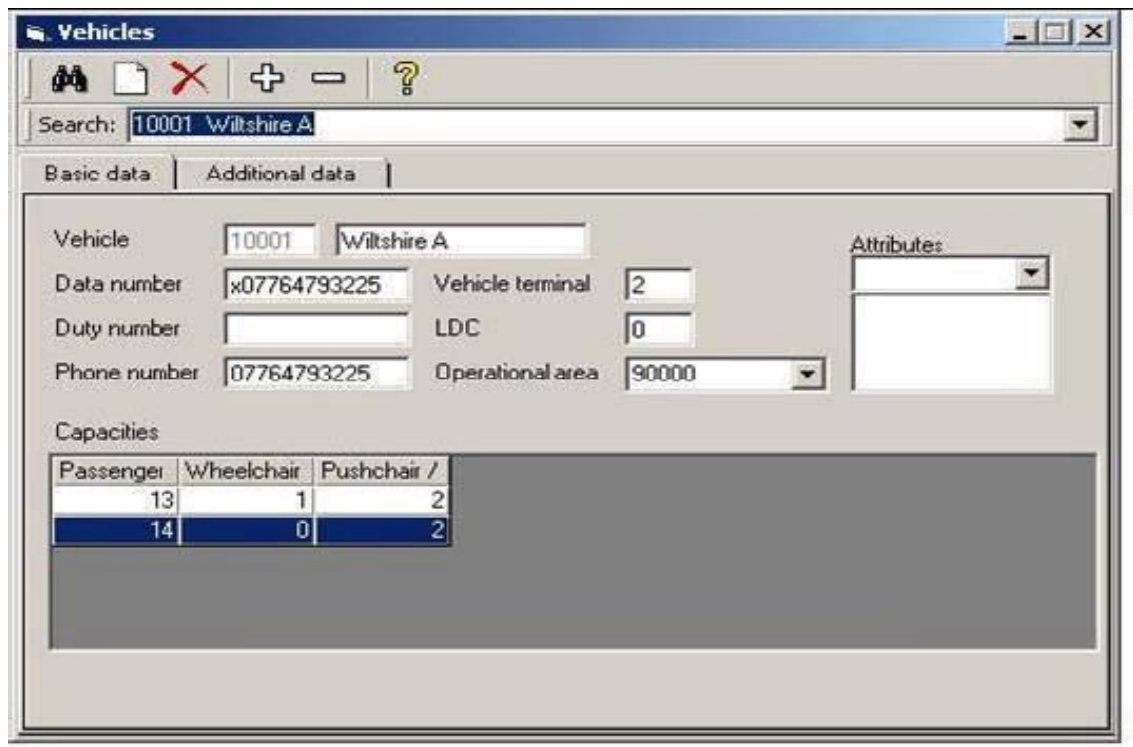 Vehicles
Search: 10001 Wiltshire A
Basic data Additional data
Vehicle 10001 Wiltshire A Attributes
Data number x07764793225 Vehicle terminal 2
Duty number LDC 0
Phone number 07764793225 Operational area 90000
Capacities
Passenger Wheelchair Pushchair /
13 1 2
14 0 2